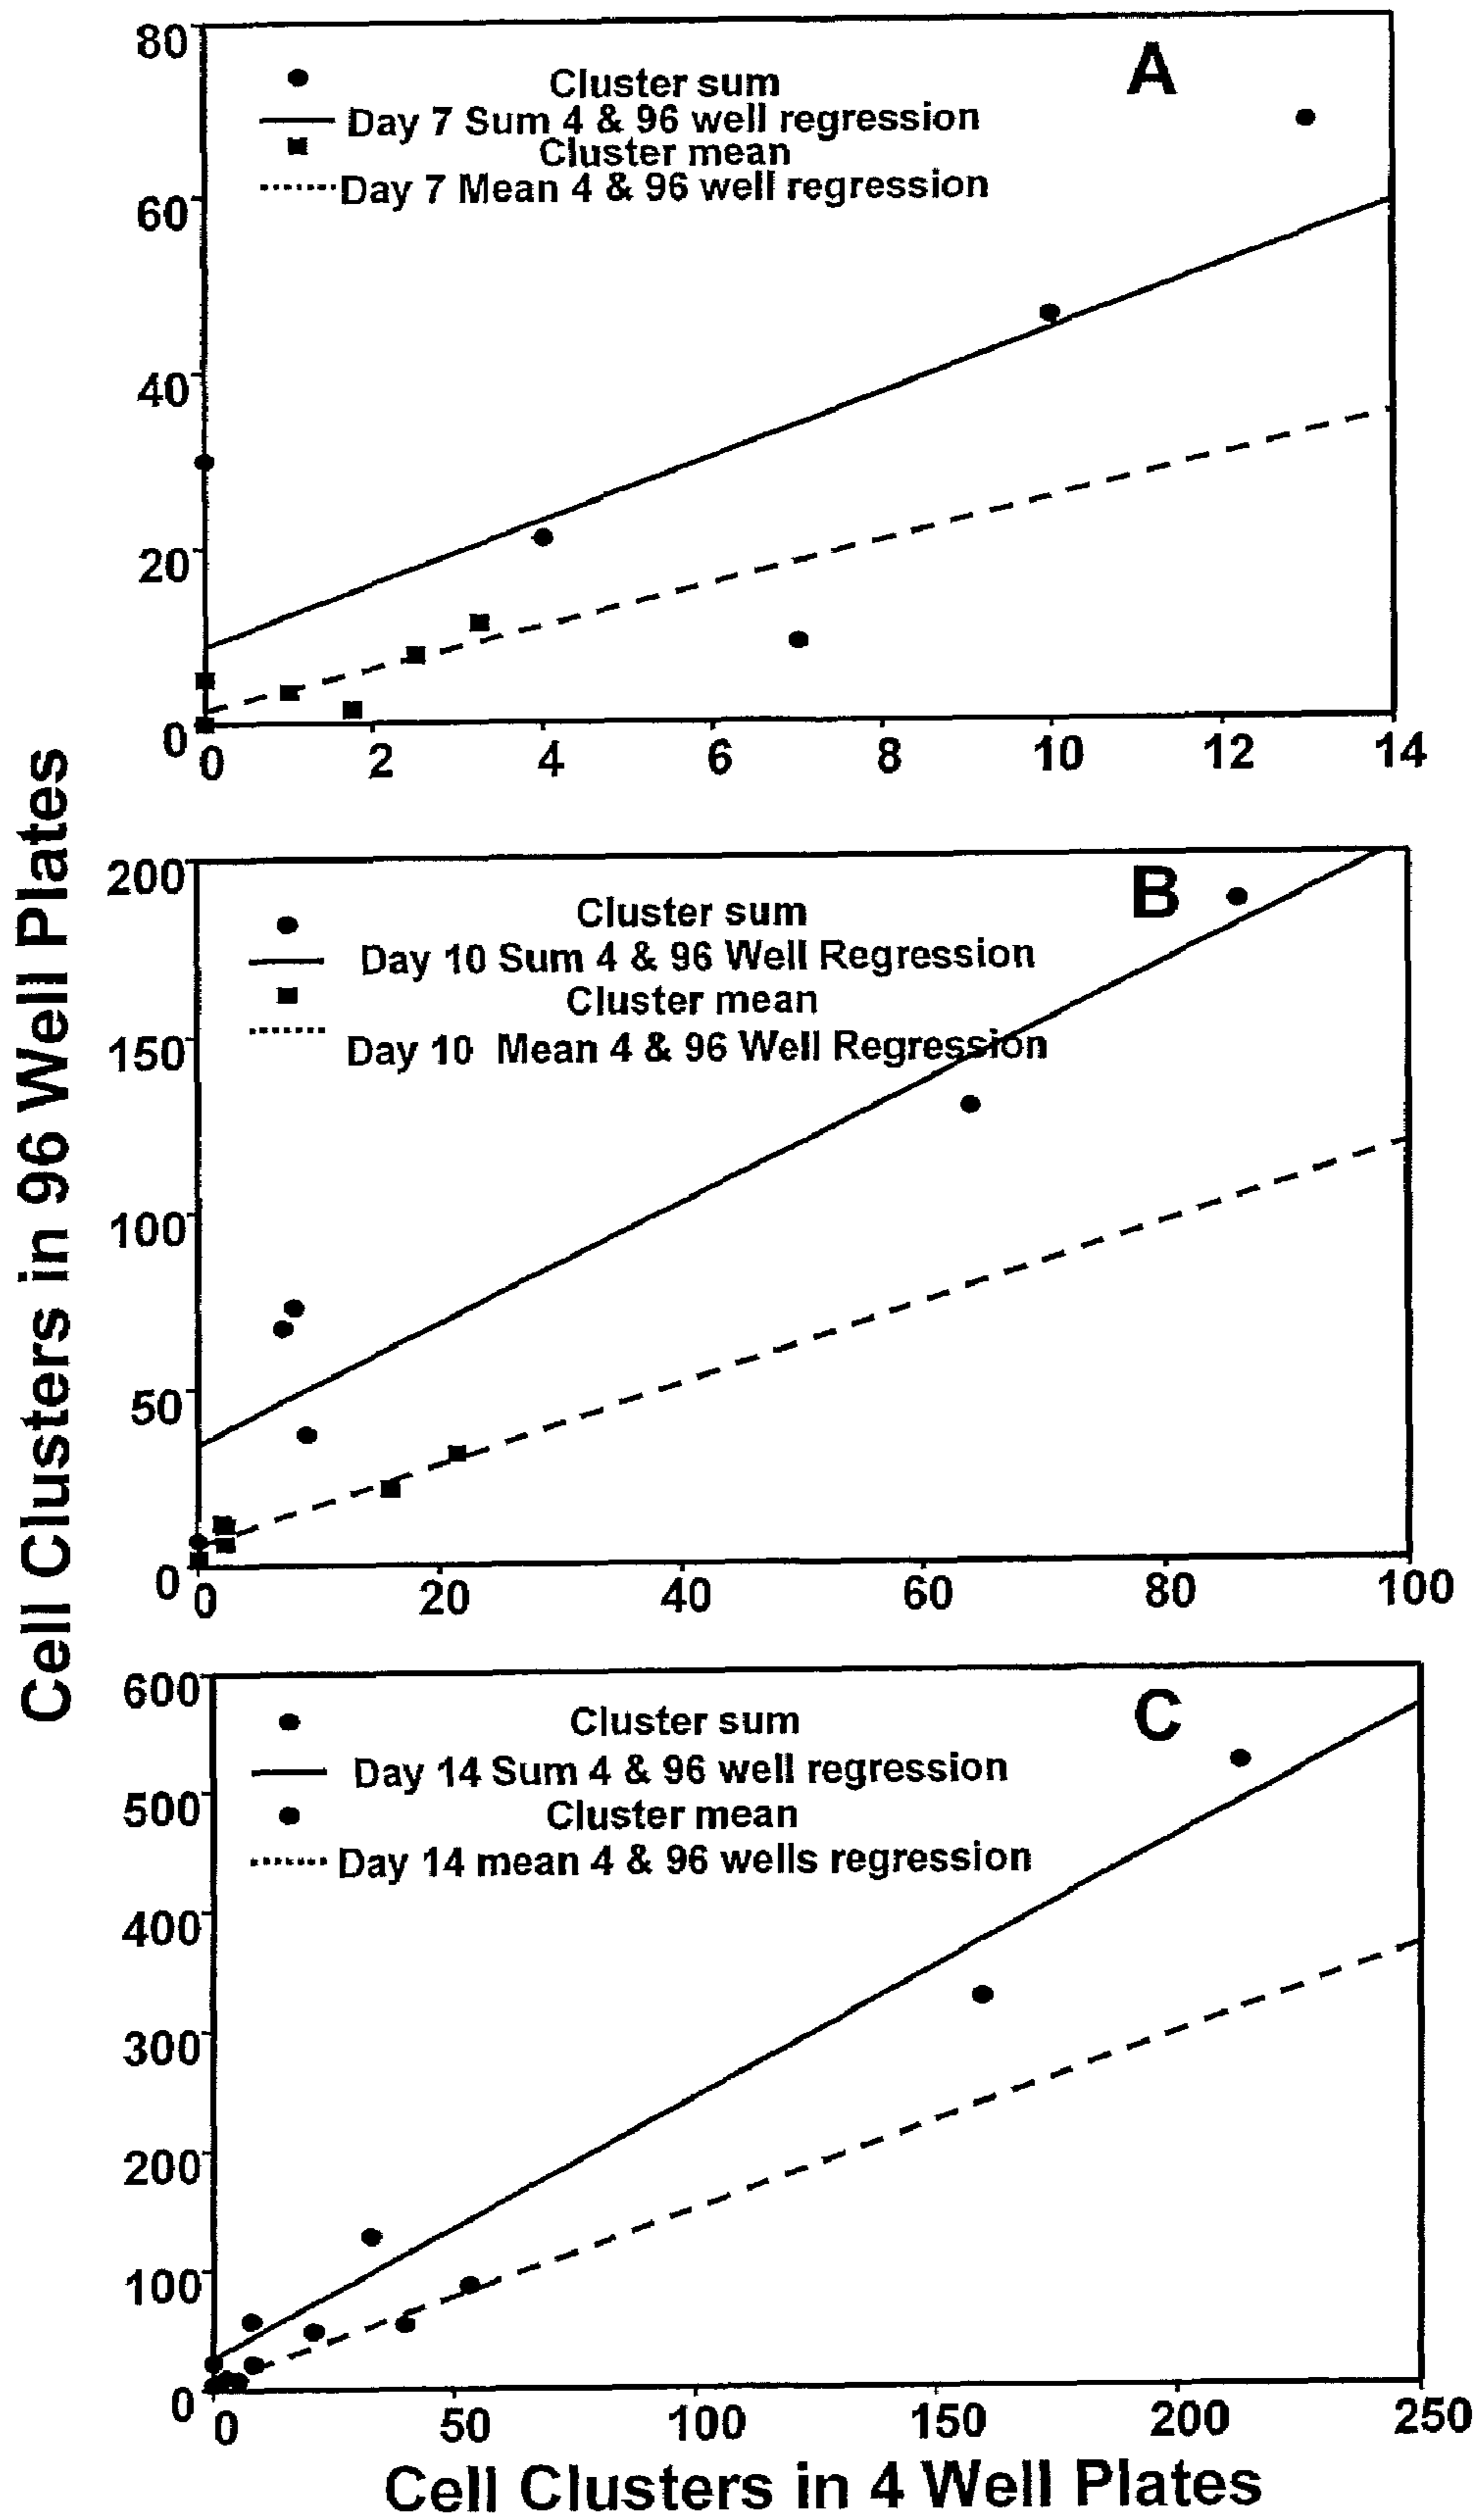 Cell Clusters in 96 Well Plates
A
80
60
40
20
0
Cluster sum
Day 7 Sum 4 & 96 well regression
Cluster mean
Day 7 Mean 4 & 96 well regression
0 2 4 6 8 10 12 14
B
200
150
100
50
0
Cluster sum
Day 10 Sum 4 & 96 Well Regression
Cluster mean
Day 10 Mean 4 & 96 Well Regression
0 20 40 60 80 100
C
600
500
400
300
200
100
0
Cluster sum
Day 14 Sum 4 & 96 well regression
Cluster mean
Day 14 mean 4 & 96 wells regression
0 50 100 150 200 250
Cell Clusters in 4 Well Plates